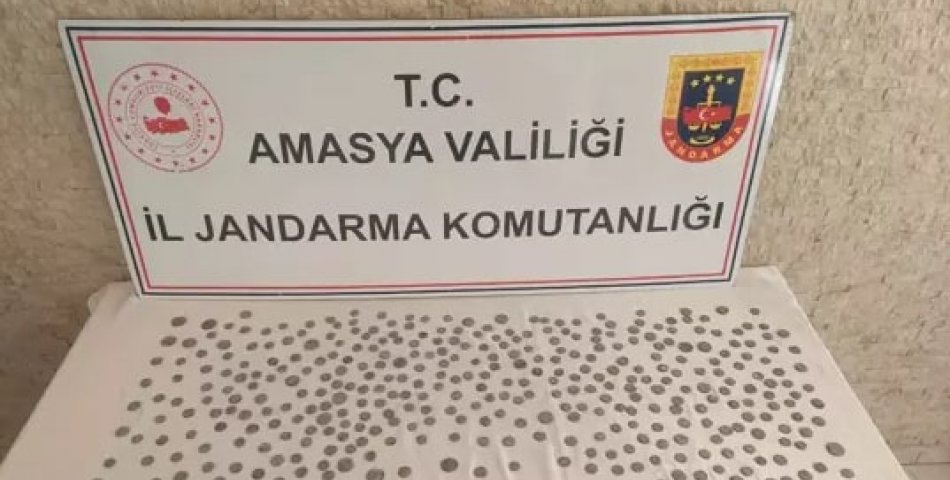 T.C.
AMASYA VALİLİĞİ
İL JANDARMA KOMUTANLIĞI
JANDARMA